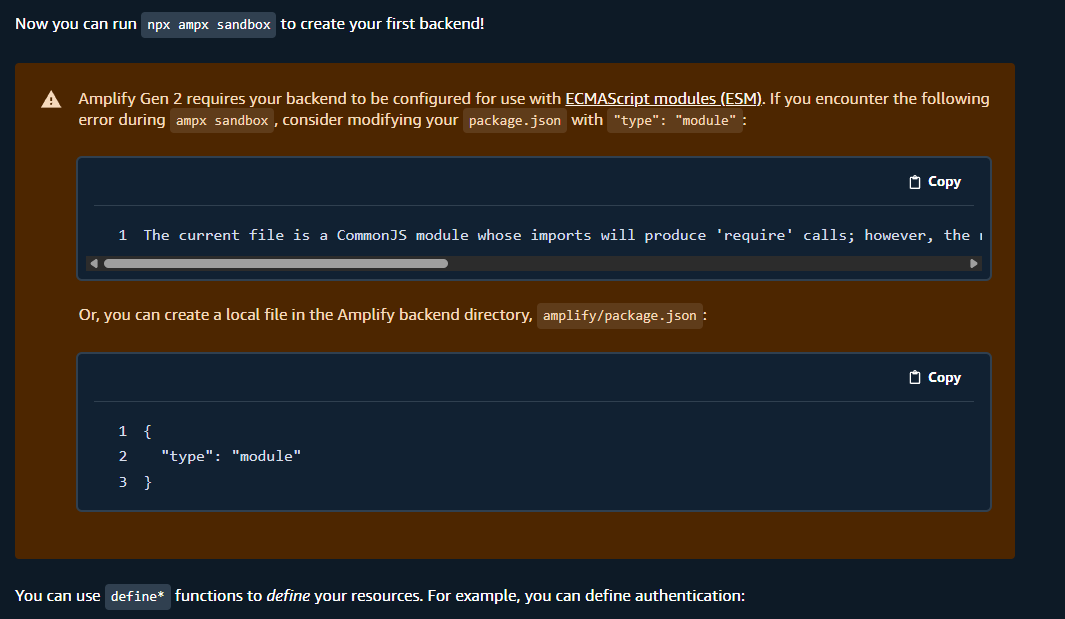 Now you can run npx ampx sandbox to create your first backend!
Amplify Gen 2 requires your backend to be configured for use with ECMAScript modules (ESM). If you encounter the following
error during ampx sandbox, consider modifying your package.json with "type": "module":
Copy
1 The current file is a CommonJS module whose imports will produce 'require' calls; however, the
Or, you can create a local file in the Amplify backend directory, amplify/package.json:
Copy
1 {
2 "type": "module"
3 }
You can use define* functions to define your resources. For example, you can define authentication: